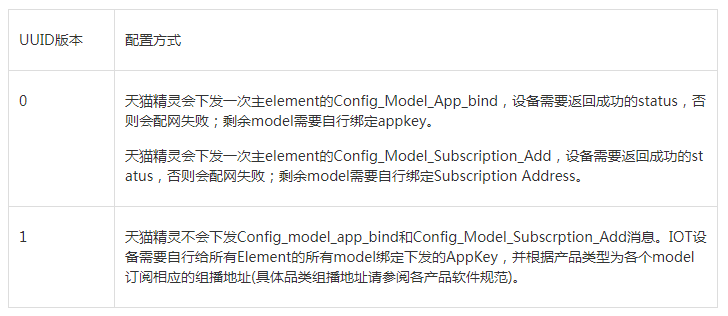 UUID版本 配置方式
0 天猫精灵会下发一次主element的Config_Model_App_bind，设备需要返回成功的status，否
则会配网失败；剩余model需要自行绑定appkey。
天猫精灵会下发一次主element的Config_Model_Subscription_Add，设备需要返回成功的st
atus，否则会配网失败；剩余model需要自行绑定Subscription Address。
1 天猫精灵不会下发Config_model_app_bind和Config_Model_Subscrption_Add消息。IOT设
备需要自行给所有Element的所有model绑定下发的AppKey，并根据产品类型为各个model
订阅相应的组播地址(具体品类组播地址请参阅各产品软件规范)。